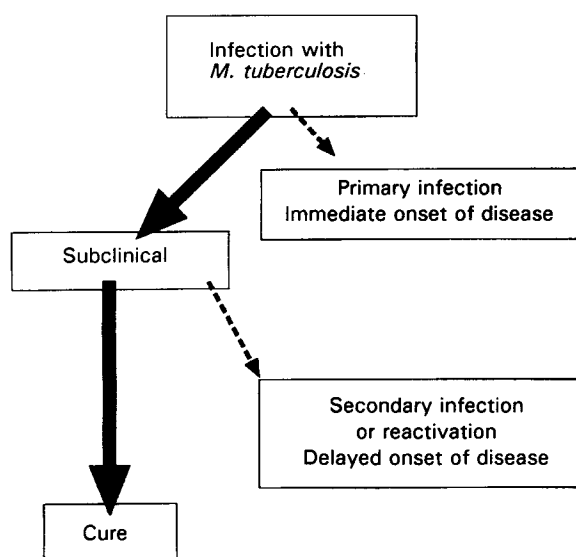 Infection with
M. tuberculosis
Primary infection
Immediate onset of disease
Subclinical
Secondary infection
or reactivation
Delayed onset of disease
Cure